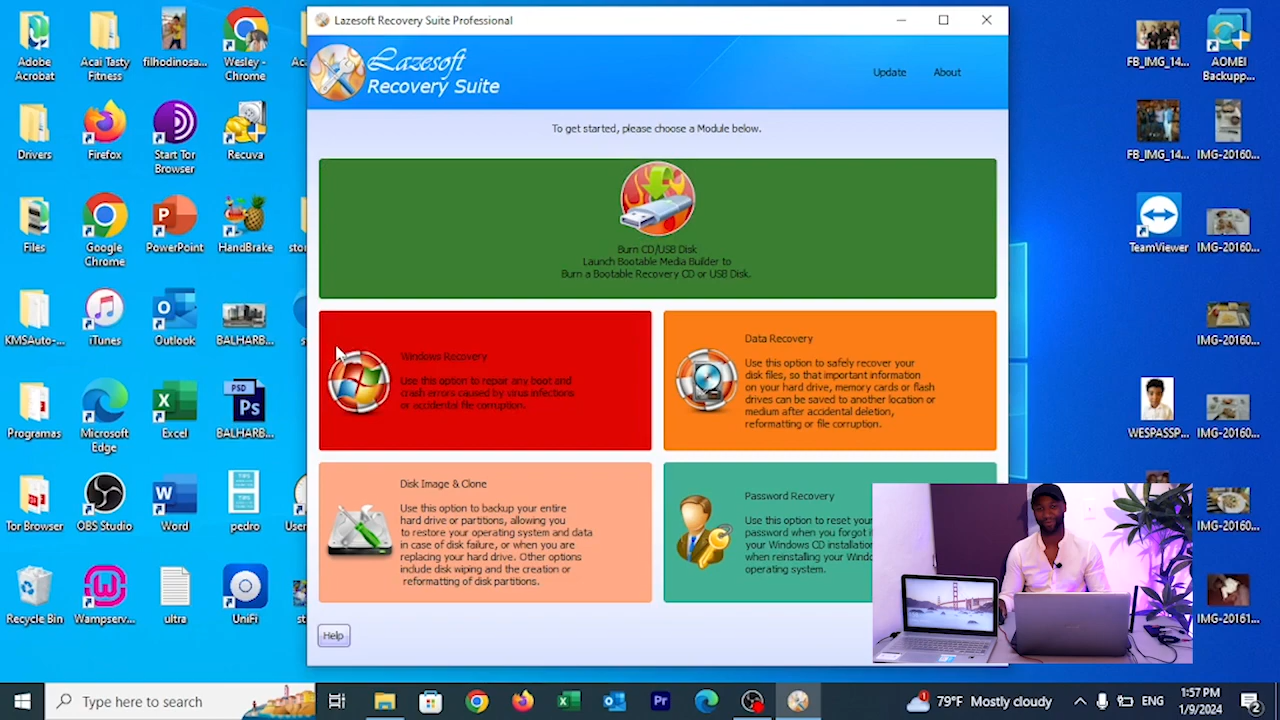 Lazesoft Recovery Suite Professional
Lazesoft
Recovery Suite
Update
About
To get started, please choose a Module below.
Burn CD/USB Disk
Launch Bootable Media Builder to
Burn a Bootable Recovery CD or USB Disk.
Windows Recovery
Use this option to repair any boot and
crash errors caused by virus infections
or accidental file corruption.
Data Recovery
Use this option to safely recover your
disk files, so that important information
on your hard drive, memory cards or flash
drives can be saved to another location or
medium after accidental deletion,
reformatting or file corruption.
Disk Image & Clone
Use this option to backup your entire
hard drive or partitions, allowing you
to restore your operating system and data
in case of disk failure, or when you are
replacing your hard drive. Other options
include disk wiping and the creation or
reformatting of disk partitions.
Password Recovery
Use this option to reset your
password when you forgot
your Windows CD installation
when reinstalling your
operating system.
Help
Adobe
Acrobat
Acai Tasty
Fitness
filhodinosa...
Wesley -
Chrome
Drivers
Firefox
Start Tor
Browser
Recuva
Files
Google
Chrome
PowerPoint
HandBrake
KMSAuto-...
iTunes
Outlook
BALHARB...
Programas
Microsoft
Edge
Excel
PSD
Ps
BALHARB...
Tor Browser
OBS Studio
Word
pedro
Recycle Bin
Wampserv...
ultra
UniFi
FB_IMG_14...
AOMEI
Backupp...
FB_IMG_14...
IMG-20160...
TeamViewer
IMG-20160...
IMG-20160...
WESPASSP...
IMG-20160...
IMG-20160...
IMG-20161...
Type here to search
Pr
79°F Mostly cloudy
ENG
1:57 PM
1/9/2024
2